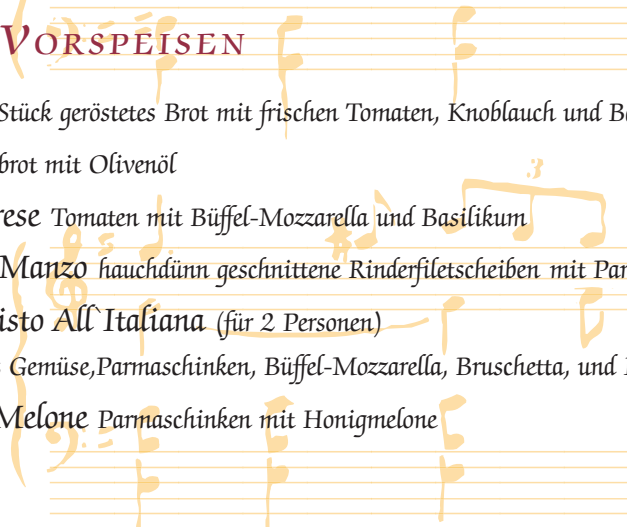 VORSPEISEN
Stück geröstetes Brot mit frischen Tomaten, Knoblauch und
brot mit Olivenöl
rese Tomaten mit Büffel-Mozzarella und Basilikum
Manzo hauchdünn geschnittene Rinderfiletscheiben mit Par
isto All`Italiana (für 2 Personen)
Gemüse,Parmaschinken, Büffel-Mozzarella, Bruschetta, und
Melone Parmaschinken mit Honigmelone
3